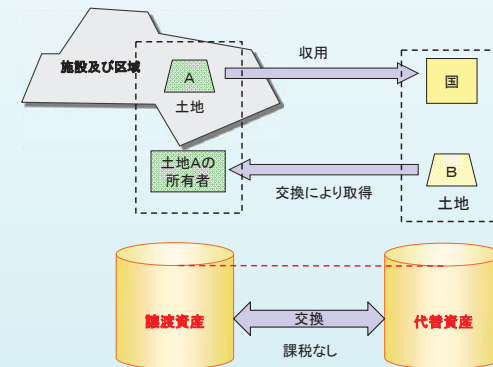 施設及び区域
A
土地
収用
国
土地Aの
所有者
交換により取得
B
土地
譲渡資産
交換
課税なし
代替資産